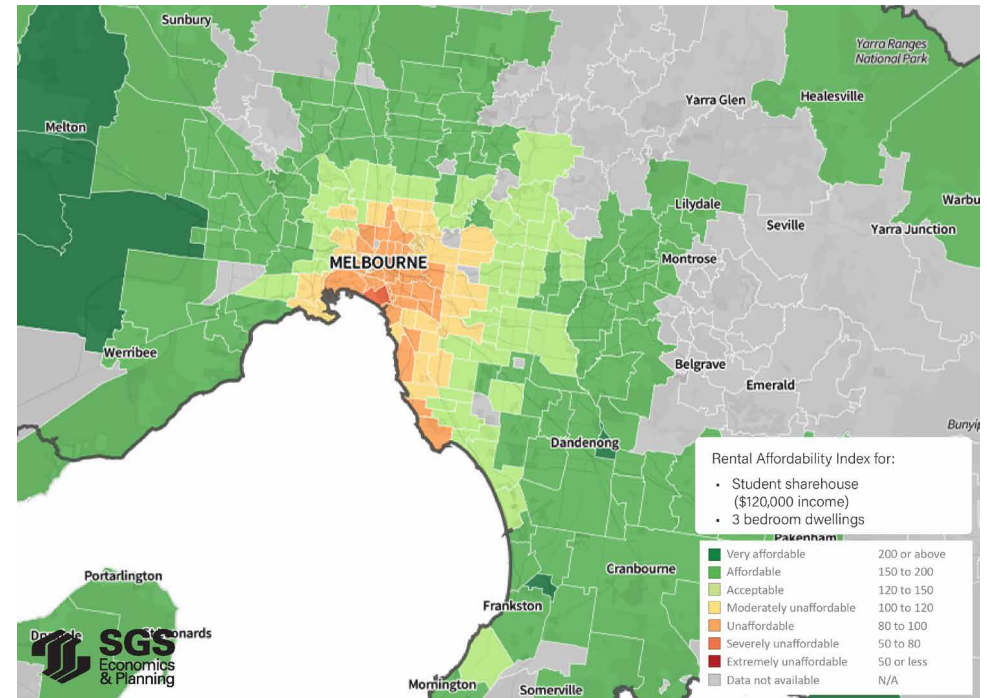 Sunbury
Yarra Ranges
National Park
Yarra Glen
Healesville
Melton
Lilydale
Warbu
Seville
Yarra Junction
MELBOURNE
Montrose
Werribee
Belgrave
Emerald
Bunyip
Dandenong
Rental Affordability Index for:
▪ Student sharehouse
($120,000 income)
▪ 3 bedroom dwellings
Pakenham
Very affordable 200 or above
Affordable 150 to 200
Acceptable 120 to 150
Moderately unaffordable 100 to 120
Unaffordable 80 to 100
Severely unaffordable 50 to 80
Extremely unaffordable 50 or less
Data not available N/A
Cranbourne
Portarlington
Frankston
SGS
Economics
& Planning
Mornington
Somerville